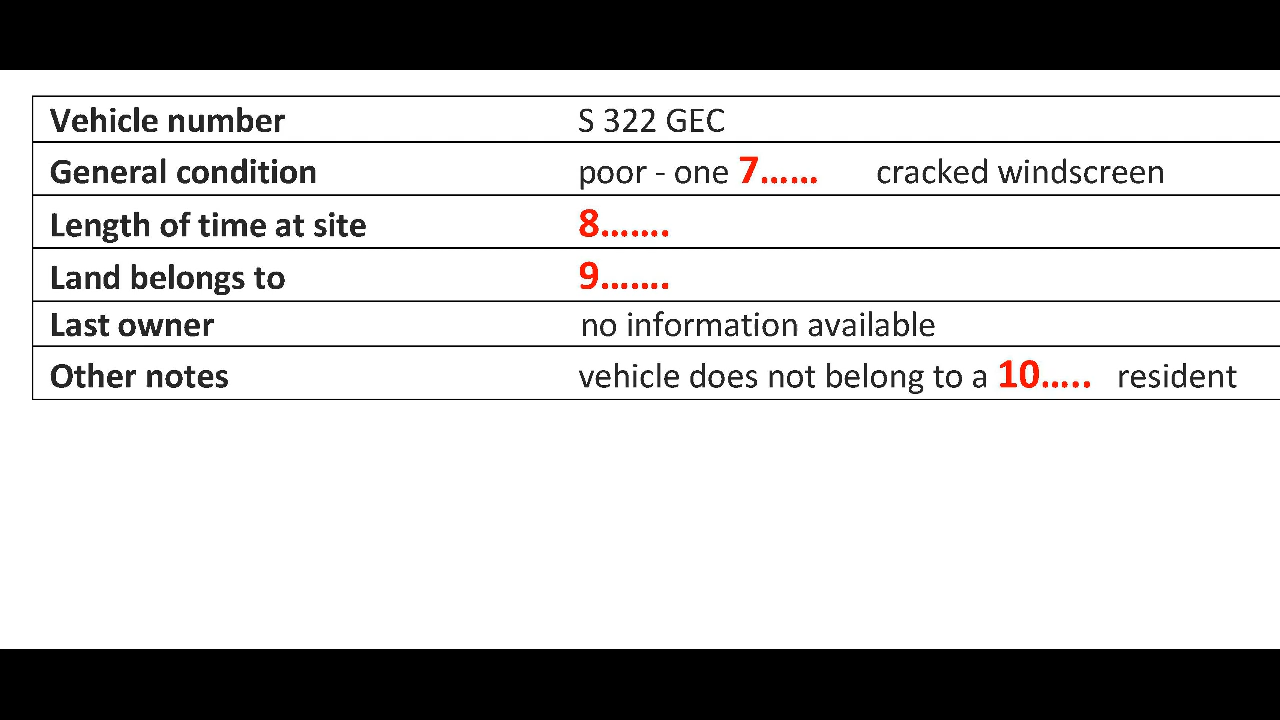 Vehicle number S 322 GEC
General condition poor - one 7...... cracked windscreen
Length of time at site 8.......
Land belongs to 9.......
Last owner no information available
Other notes vehicle does not belong to a 10..... resident